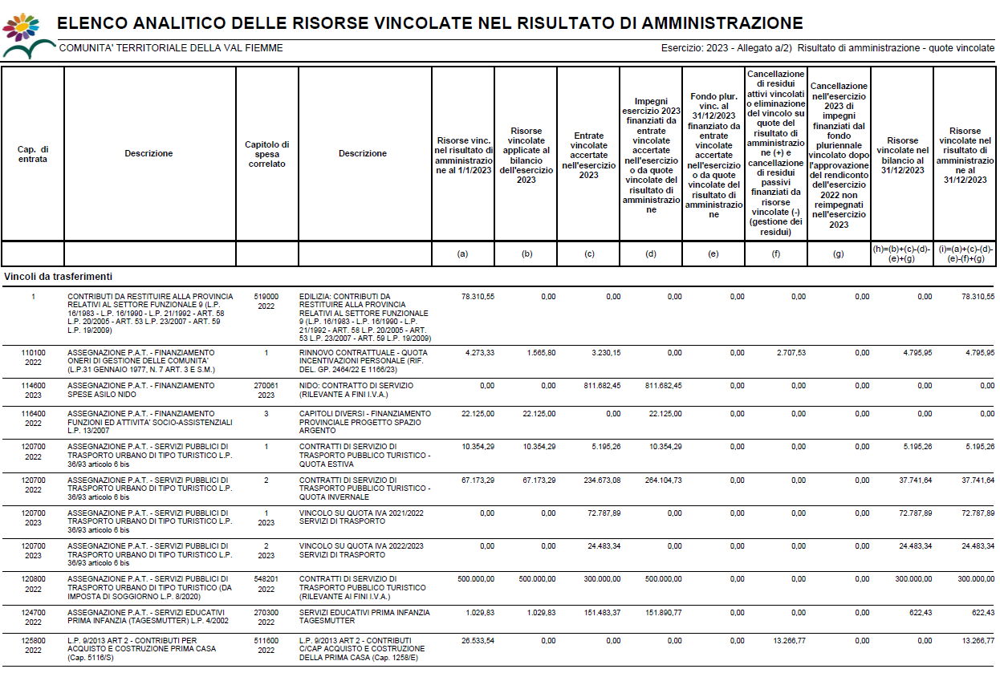 ELENCO ANALITICO DELLE RISORSE VINCOLATE NEL RISULTATO DI AMMINISTRAZIONE
COMUNITA' TERRITORIALE DELLA VAL FIEMME
Esercizio: 2023 - Allegato a/2) Risultato di amministrazione - quote vincolate
Cap. di
entrata
Descrizione
Capitolo di
spesa
correlato
Descrizione
Risorse vinc.
nel risultato di
amministrazio
ne al 1/1/2023
Risorse
vincolate
applicate al
bilancio
dell'esercizio
2023
Entrate
vincolate
accertate
nell'esercizio
2023
Impegni
esercizio 2023
finanziati da
entrate
vincolate
accertate
nell'esercizi
o da quote
vincolate del
risultato di
amministrazio
ne
Fondo plur.
vinc. al
31/12/2023
finanziato da
entrate
vincolate
accertate
nell'esercizi
o da quote
vincolate del
risultato di
amministrazio
ne
Cancellazione
di residui
attivi vincolati
o eliminazione
del vincolo su
quote del
risultato di
amministrazio
ne (+) e
cancellazione
di residui
passivi
finanziati da
risorse
vincolate (-)
(gestione dei
residui)
Cancellazione
nell'esercizio
2023 di
impegni
finanziati dal
fondo
pluriennale
vincolato dopo
l'approvazione
del rendiconto
dell'esercizio
2022 non
reimpegnati
nell'esercizio
2023
Risorse
vincolate nel
bilancio al
31/12/2023
Risorse
vincolate nel
risultato di
amministrazio
ne al
31/12/2023
(a) (b) (c) (d) (e) (f) (g) (h)=(b)+(c)-(d)- (i)=(a)+(c)-(d)-
(e)+(g) (e)-(f)+(g)
Vincoli da trasferimenti
1 CONTRIBUTI DA RESTITUIRE ALLA PROVINCIA 519000 EDILIZIA: CONTRIBUTI DA 78.310,55 0,00 0,00 0,00 0,00 0,00 0,00 0,00 78.310,55
RELATIVI AL SETTORE FUNZIONALE 9 (L.P. 2022 RESTITUIRE ALLA PROVINCIA
16/1983 - L.P. 16/1990 - L.P. 21/1992 - ART. 58 RELATIVI AL SETTORE FUNZIONALE
L.P. 20/2005 - ART. 53 L.P. 23/2007 - ART. 59 9 (L.P. 16/1983 - L.P. 16/1990 - L.P.
L.P. 19/2009) 21/1992 - ART. 58 L.P. 20/2005 - ART.
53 L.P. 23/2007 - ART. 59 L.P. 19/2009)
110100 ASSEGNAZIONE P.A.T. - FINANZIAMENTO 1 RINNOVO CONTRATTUALE - QUOTA 4.273,33 1.565,80 3.230,15 0,00 0,00 2.707,53 0,00 4.795,95 4.795,95
2022 ONERI DI GESTIONE DELLE COMUNITA' INCENTIVAZIONI PERSONALE (RIF.
(L.P.31 GENNAIO 1977, N. 7 ART. 3 E S.M.) DEL. GP. 2464/22 E 1166/23)
114600 ASSEGNAZIONE P.A.T. - FINANZIAMENTO 270061 NIDO: CONTRATTO DI SERVIZIO 0,00 0,00 811.682,45 811.682,45 0,00 0,00 0,00 0,00 0,00
2023 SPESE ASILO NIDO 2023 (RILEVANTE A FINI I.V.A.)
116400 ASSEGNAZIONE P.A.T. - FINANZIAMENTO 3 CAPITOLI DIVERSI - FINANZIAMENTO 22.125,00 22.125,00 0,00 22.125,00 0,00 0,00 0,00 0,00 0,00
2022 FUNZIONI ED ATTIVITA' SOCIO-ASSISTENZIALI PROVINCIALE PROGETTO SPAZIO
L.P. 13/2007 ARGENTO
120700 ASSEGNAZIONE P.A.T. - SERVIZI PUBBLICI DI 1 CONTRATTI DI SERVIZIO DI 10.354,29 10.354,29 5.195,26 10.354,29 0,00 0,00 0,00 5.195,26 5.195,26
2022 TRASPORTO URBANO DI TIPO TURISTICO L.P. TRASPORTO PUBBLICO TURISTICO -
36/93 articolo 6 bis QUOTA ESTIVA
120700 ASSEGNAZIONE P.A.T. - SERVIZI PUBBLICI DI 2 CONTRATTI DI SERVIZIO DI 67.173,29 67.173,29 234.673,08 264.104,73 0,00 0,00 0,00 37.741,64 37.741,64
2022 TRASPORTO URBANO DI TIPO TURISTICO L.P. TRASPORTO PUBBLICO TURISTICO -
36/93 articolo 6 bis QUOTA INVERNALE
120700 ASSEGNAZIONE P.A.T. - SERVIZI PUBBLICI DI 1 VINCOLO SU QUOTA IVA 2021/2022 0,00 0,00 72.787,89 0,00 0,00 0,00 0,00 72.787,89 72.787,89
2023 TRASPORTO URBANO DI TIPO TURISTICO L.P. 2023 SERVIZI DI TRASPORTO
36/93 articolo 6 bis
120700 ASSEGNAZIONE P.A.T. - SERVIZI PUBBLICI DI 2 VINCOLO SU QUOTA IVA 2022/2023 0,00 0,00 24.483,34 0,00 0,00 0,00 0,00 24.483,34 24.483,34
2023 TRASPORTO URBANO DI TIPO TURISTICO L.P. 2023 SERVIZI DI TRASPORTO
36/93 articolo 6 bis
120800 ASSEGNAZIONE P.A.T. - SERVIZI PUBBLICI DI 548201 CONTRATTI DI SERVIZIO DI 500.000,00 500.000,00 300.000,00 500.000,00 0,00 0,00 0,00 300.000,00 300.000,00
2022 TRASPORTO URBANO DI TIPO TURISTICO (DA 2022 TRASPORTO PUBBLICO TURISTICO
IMPOSTA DI SOGGIORNO L.P. 8/2020) (RILEVANTE AI FINI I.V.A.)
124700 ASSEGNAZIONE P.A.T. - SERVIZI EDUCATIVI 270300 SERVIZI EDUCATIVI PRIMA INFANZIA 1.029,83 1.029,83 151.483,37 151.890,77 0,00 0,00 0,00 622,43 622,43
2022 PRIMA INFANZIA (TAGESMUTTER) L.P. 4/2002 2022 TAGESMUTTER
125800 L.P. 9/2013 ART 2 - CONTRIBUTI PER 511600 L.P. 9/2013 ART 2 - CONTRIBUTI 26.533,54 0,00 0,00 0,00 0,00 13.266,77 0,00 0,00 13.266,77
2022 ACQUISTO E COSTRUZIONE PRIMA CASA 2022 C/CAP ACQUISTO E COSTRUZIONE
(Cap. 5116/S) DELLA PRIMA CASA (Cap. 1258/E)